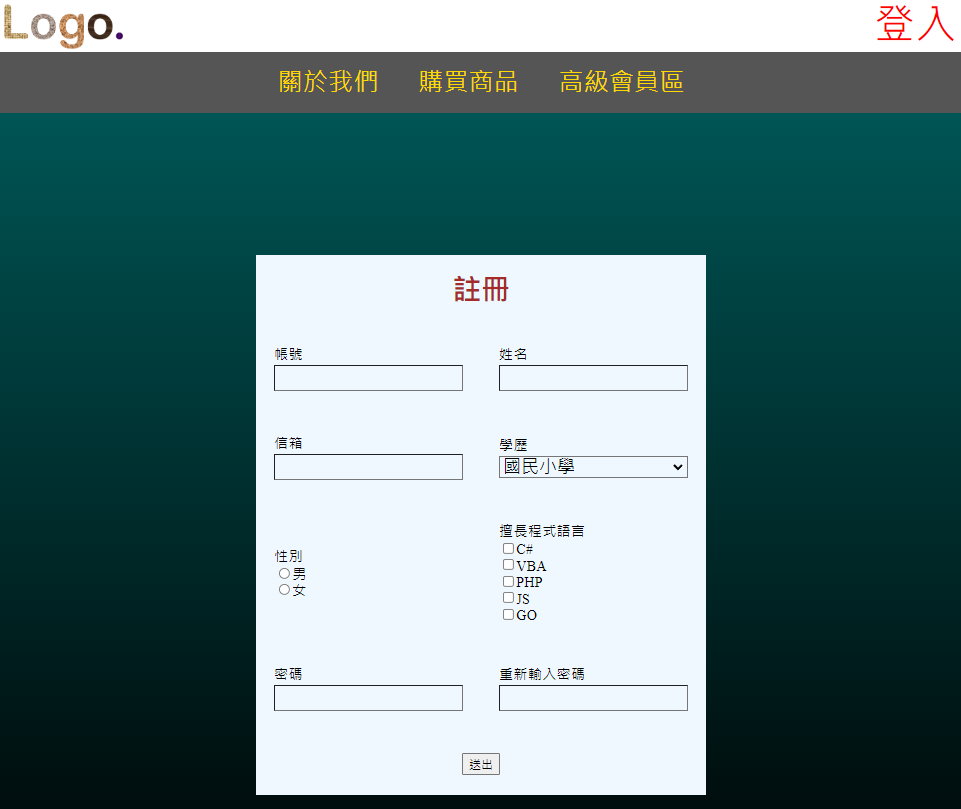 Logo.
登入
關於我們 購買商品 高級會員區
註冊
帳號 姓名
信箱 學歷
國民小學
性別
男
女
擅長程式語言
C#
VBA
PHP
JS
GO
密碼 重新輸入密碼
送出